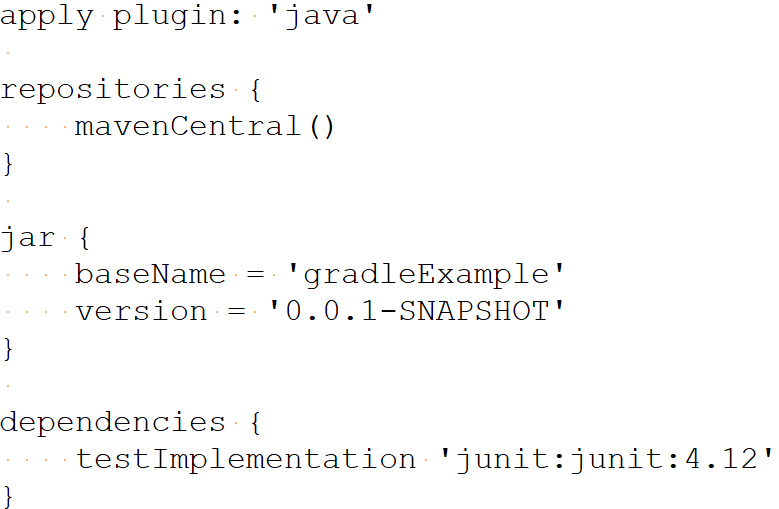 apply plugin: 'java'
repositories {
    mavenCentral()
}
jar {
    baseName = 'gradleExample'
    version = '0.0.1-SNAPSHOT'
}
dependencies {
    testImplementation 'junit:junit:4.12'
}